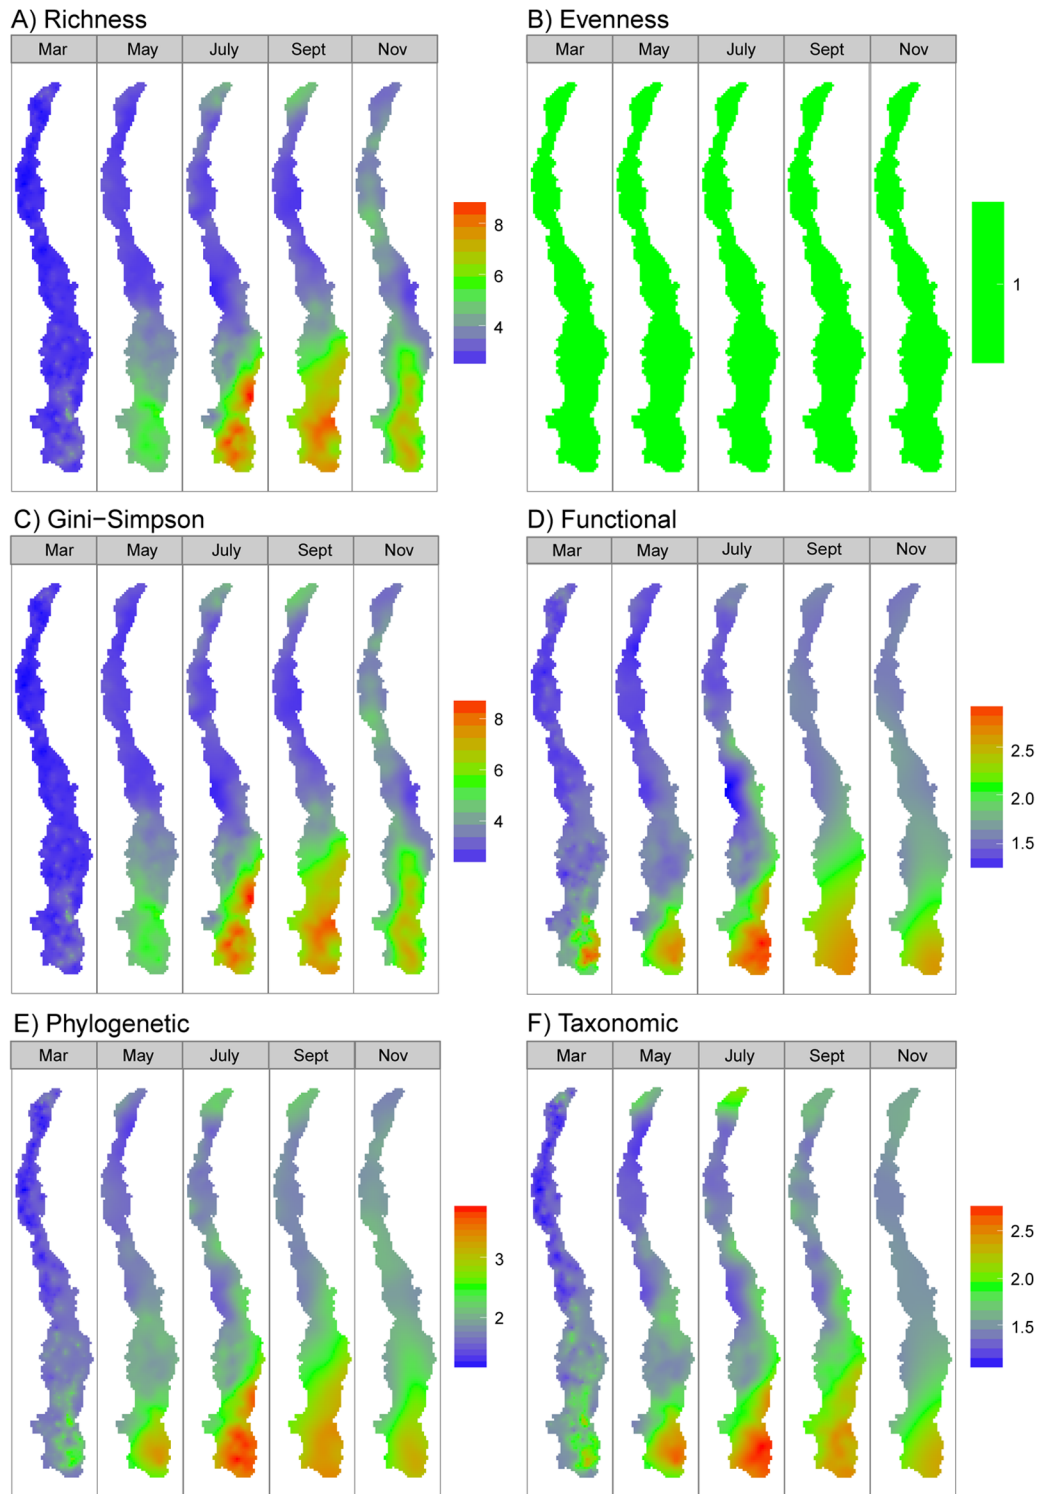 A) Richness
Mar May July Sept Nov
8
6
4
B) Evenness
Mar May July Sept Nov
1
C) Gini−Simpson
Mar May July Sept Nov
8
6
4
D) Functional
Mar May July Sept Nov
2.5
2.0
1.5
E) Phylogenetic
Mar May July Sept Nov
3
2
F) Taxonomic
Mar May July Sept Nov
2.5
2.0
1.5